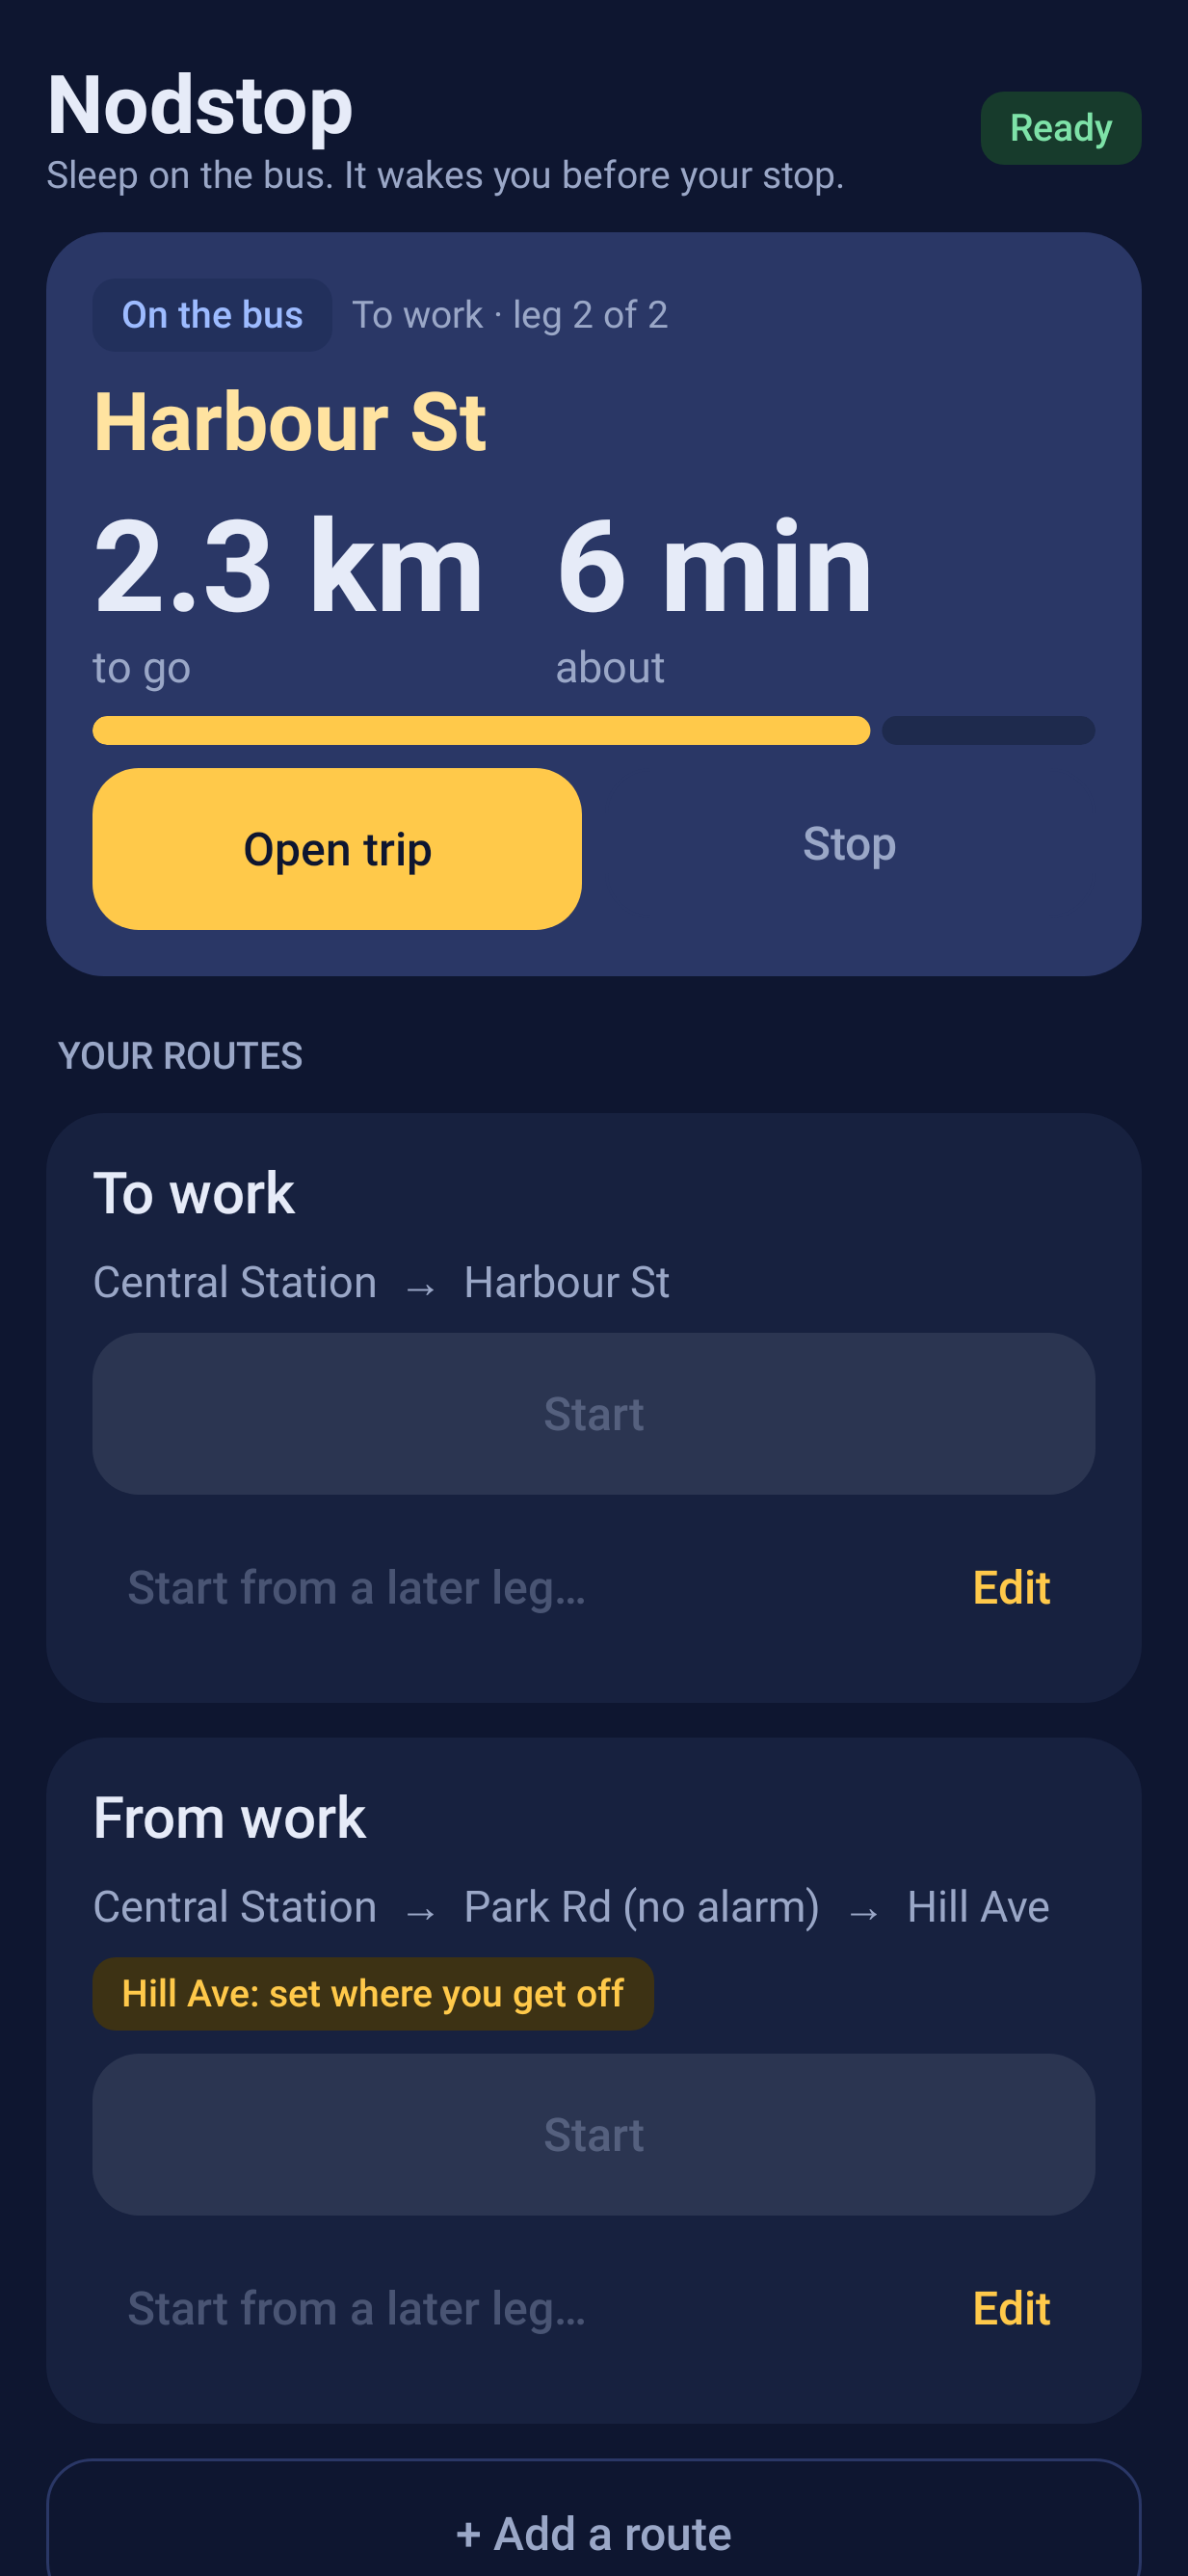 Nodstop
Ready
Sleep on the bus. It wakes you before your stop.
On the bus
To work · leg 2 of 2
Harbour St
2.3 km 6 min
to go about
Open trip
Stop
YOUR ROUTES
To work
Central Station → Harbour St
Start
Start from a later leg…
Edit
From work
Central Station → Park Rd (no alarm) → Hill Ave
Hill Ave: set where you get off
Start
Start from a later leg…
Edit
+ Add a route